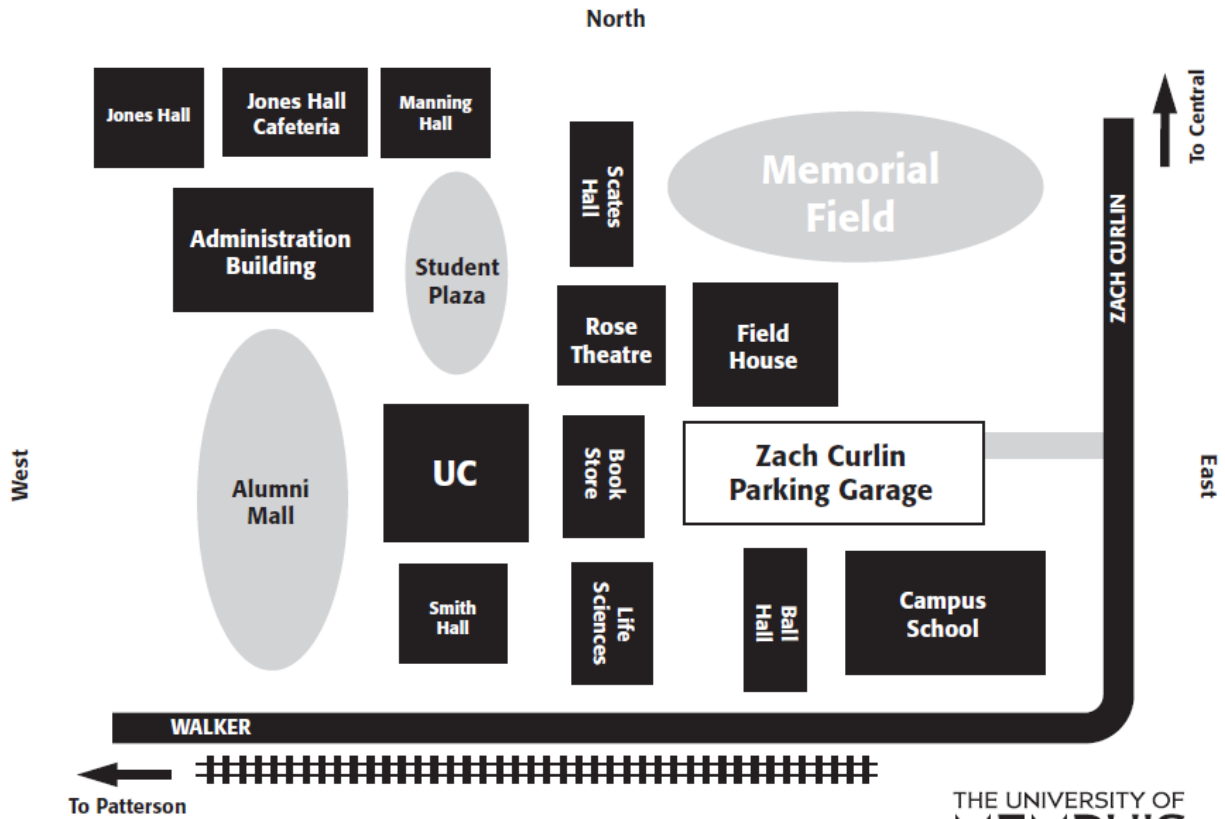 North
Jones Hall
Jones Hall
Cafeteria
Manning
Hall
Scates
Hall
Memorial
Field
To Central
ZACH CURLIN
Administration
Building
Student
Plaza
Rose
Theatre
Field
House
West
Alumni
Mall
UC
Book
Store
Zach Curlin
Parking Garage
East
Smith
Hall
Life
Sciences
Ball
Hall
Campus
School
WALKER
To Patterson
THE UNIVERSITY OF
MEMPHIS